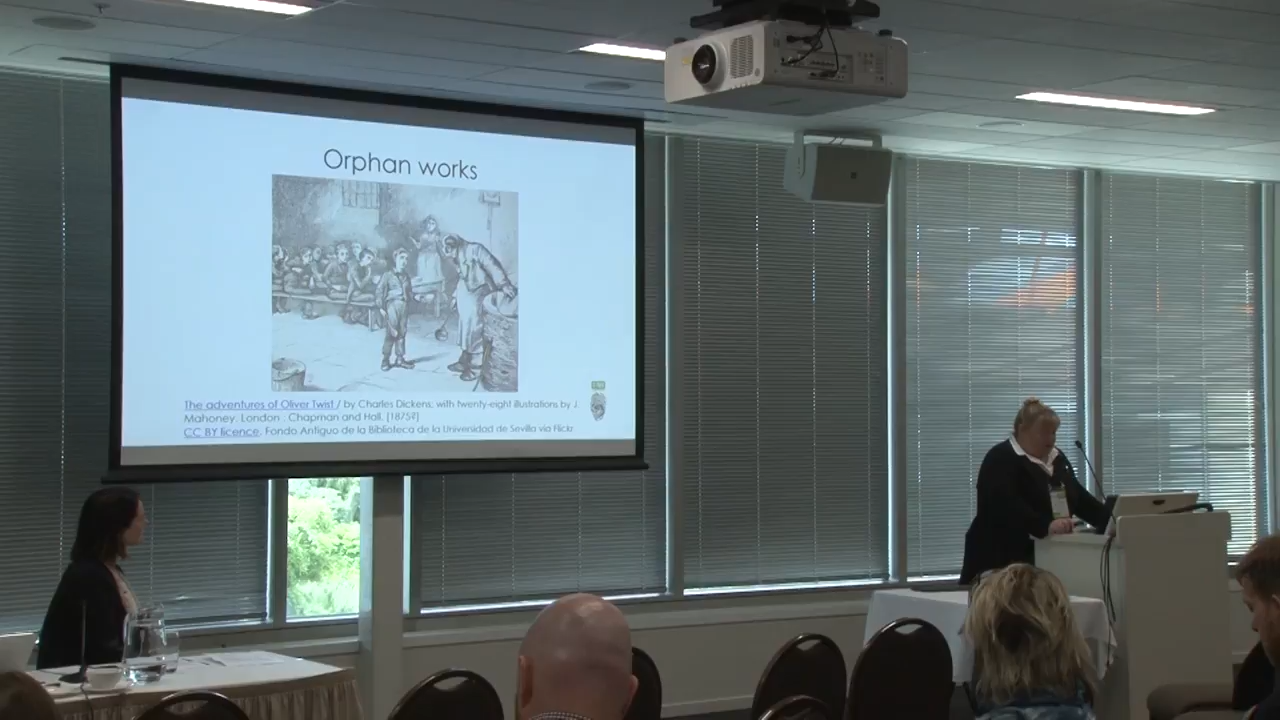 Orphan works
The adventures of Oliver Twist / by Charles Dickens; with twenty-eight illustrations by J.
Mahoney. London : Chapman and Hall, [1875?]
CC BY licence. Fondo Antiguo de la Biblioteca de la Universidad de Sevilla via Flickr